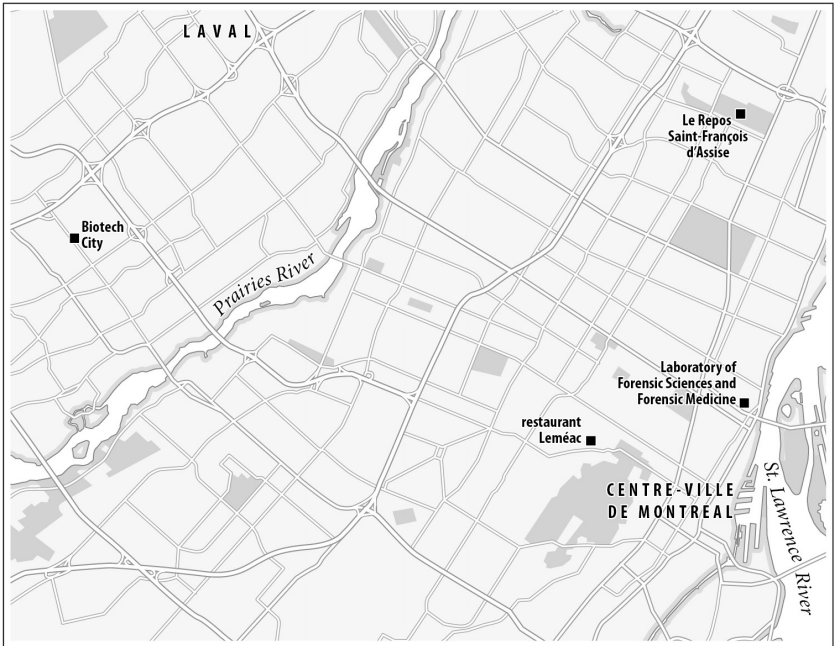 LAVAL
Le Repos
Saint-François
d'Assise
Biotech
City
Prairies River
Laboratory of
Forensic Sciences and
Forensic Medicine
restaurant
Leméac
CENTRE-VILLE
DE MONTREAL
St. Lawrence River